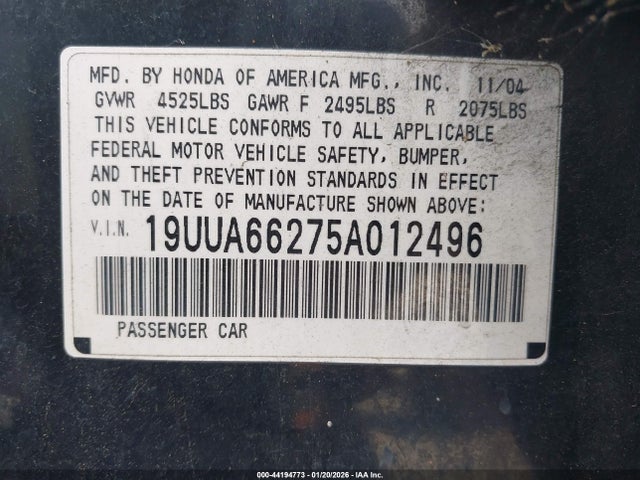 MFD. BY HONDA OF AMERICA MFG., INC. 11/04
GVWR 4525LBS GAWR F 2495LBS R 2075LBS
THIS VEHICLE CONFORMS TO ALL APPLICABLE
FEDERAL MOTOR VEHICLE SAFETY, BUMPER,
AND THEFT PREVENTION STANDARDS IN EFFECT
ON THE DATE OF MANUFACTURE SHOWN ABOVE:
V.I.N. 19UUA66275A012496
PASSENGER CAR
000-44194773 - 01/20/2026 - IAA Inc.